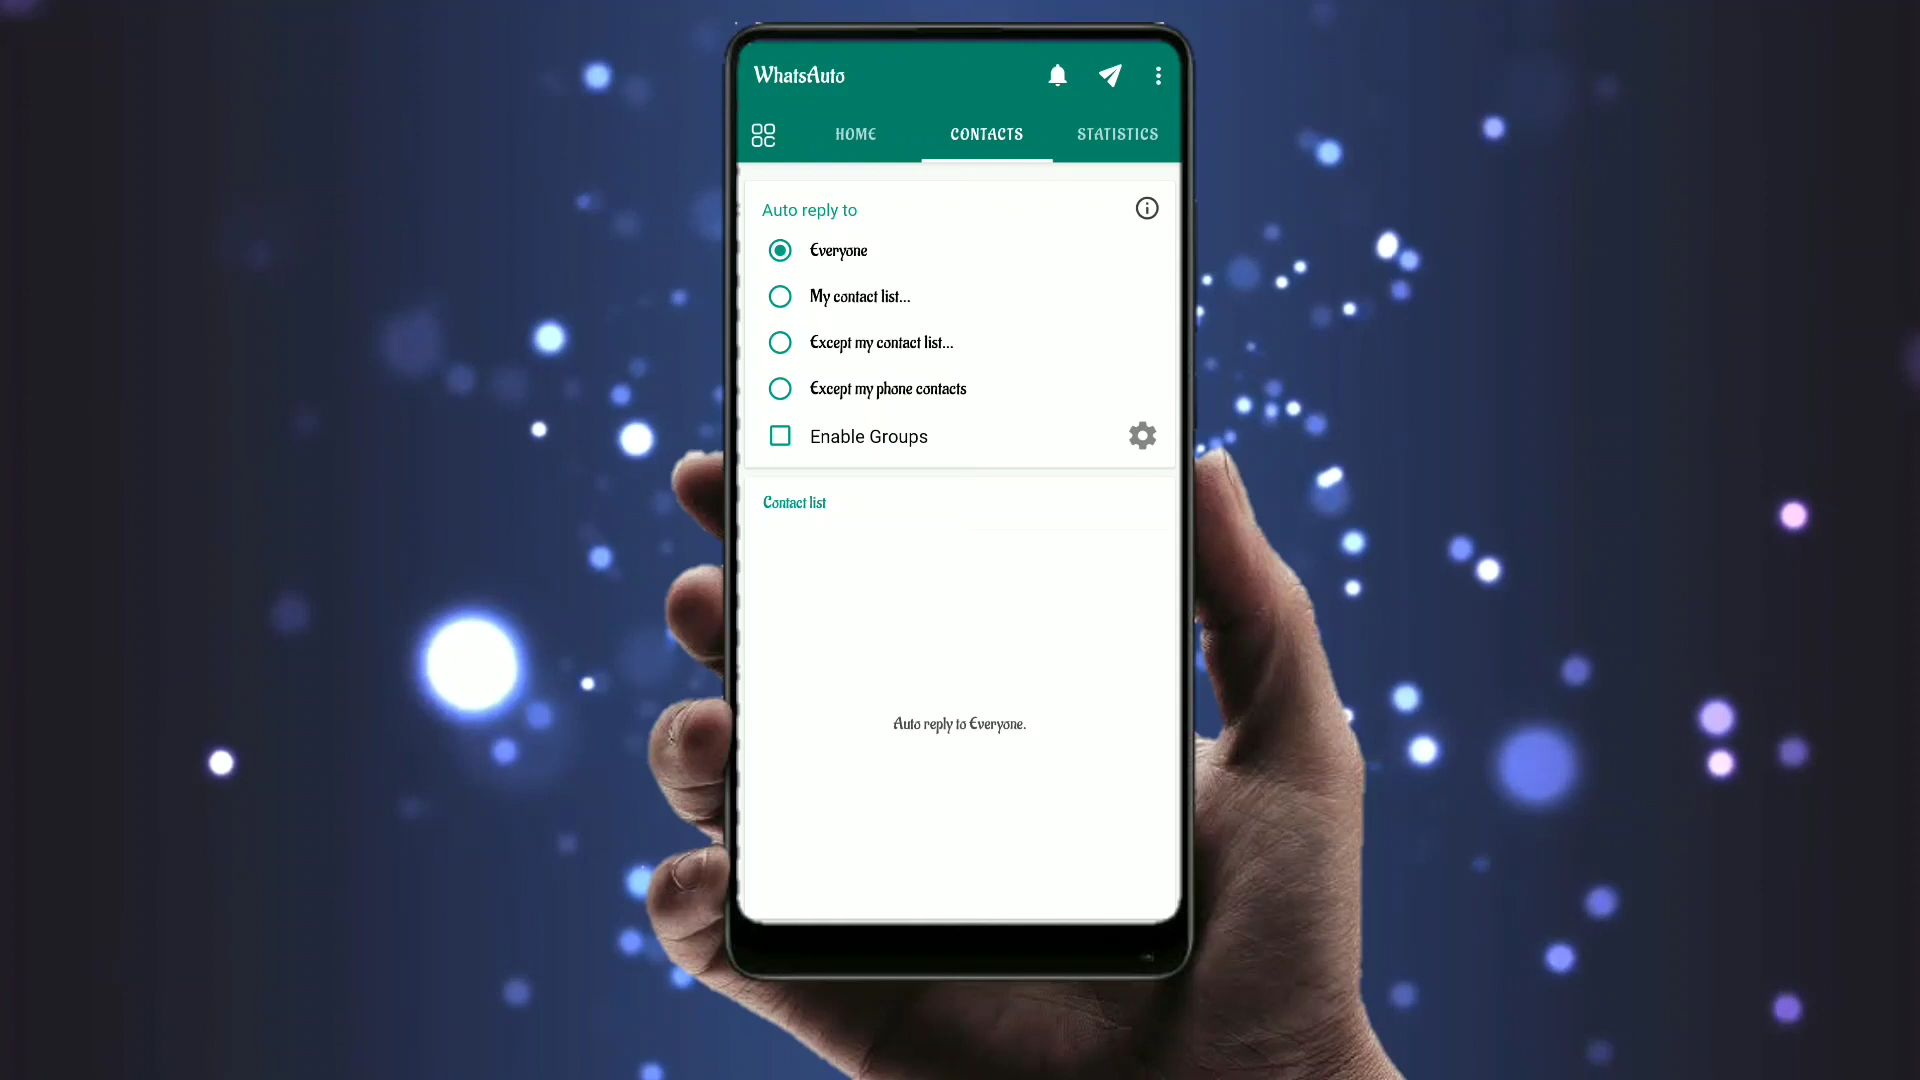 WhatsAuto
HOME CONTACTS STATISTICS
Auto reply to
Everyone
My contact list...
Except my contact list...
Except my phone contacts
Enable Groups
Contact list
Auto reply to Everyone.